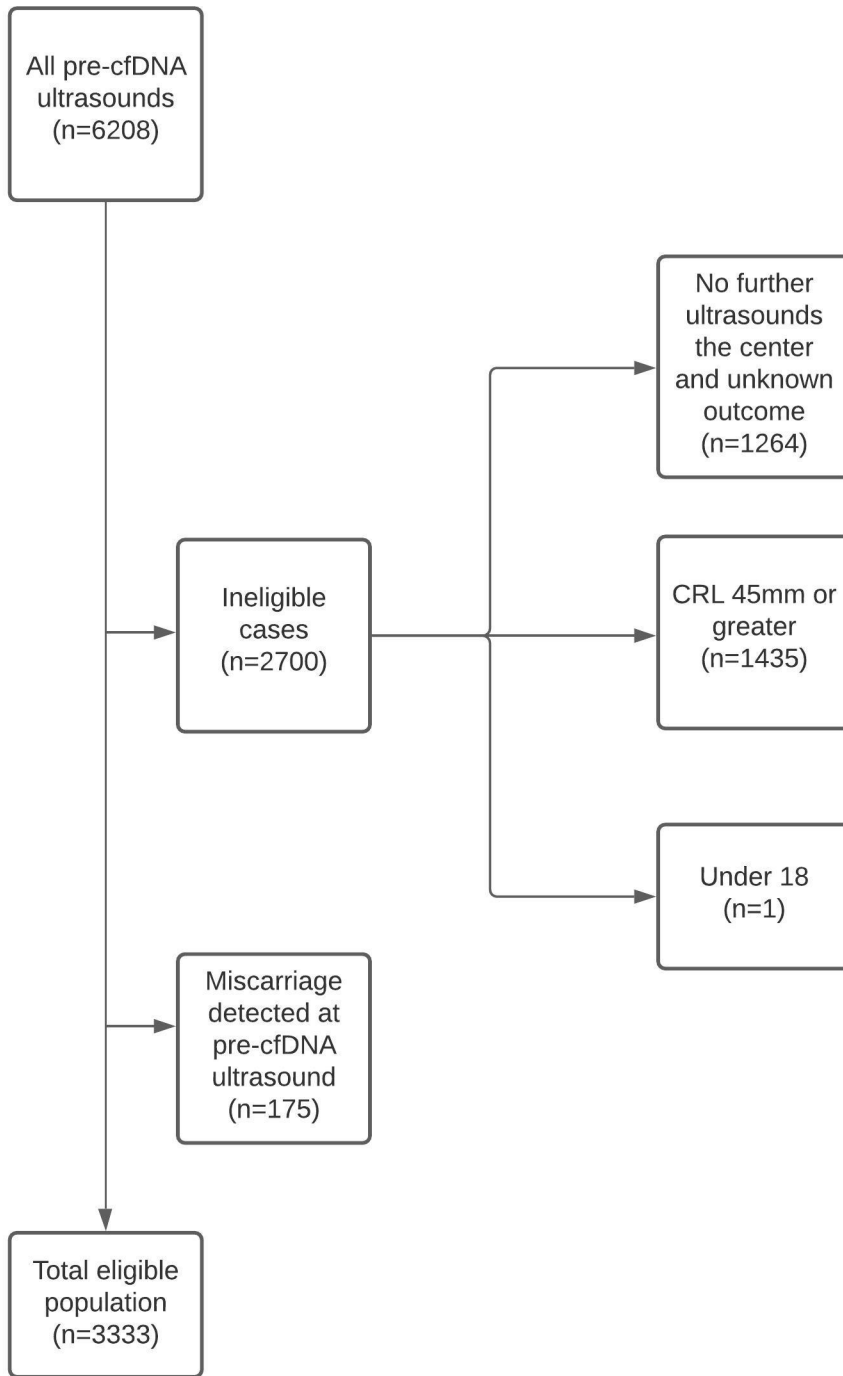 All pre-cfDNA
ultrasounds
(n=6208)
No further
ultrasounds
the center
and unknown
outcome
(n=1264)
Ineligible
cases
(n=2700)
CRL 45mm or
greater
(n=1435)
Under 18
(n=1)
Miscarriage
detected at
pre-cfDNA
ultrasound
(n=175)
Total eligible
population
(n=3333)